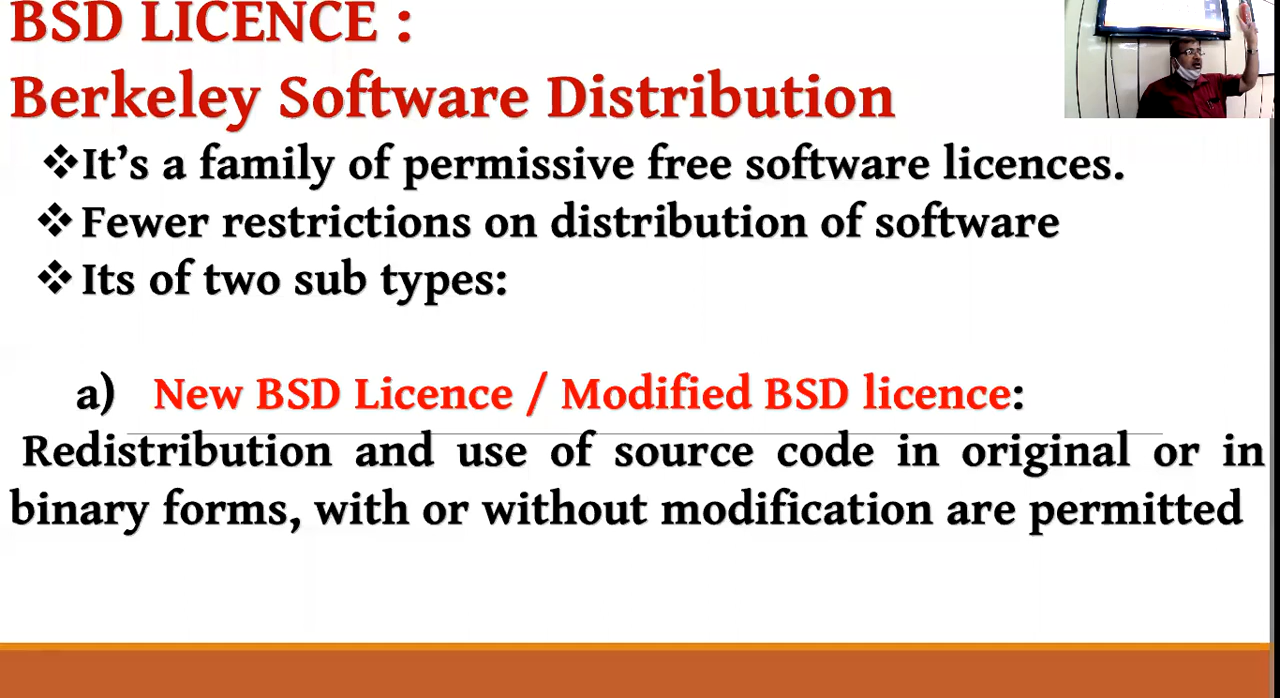 BSD LICENCE :
Berkeley Software Distribution
❖It’s a family of permissive free software licences.
❖Fewer restrictions on distribution of software
❖Its of two sub types:
a) New BSD Licence / Modified BSD licence:
Redistribution and use of source code in original or in
binary forms, with or without modification are permitted